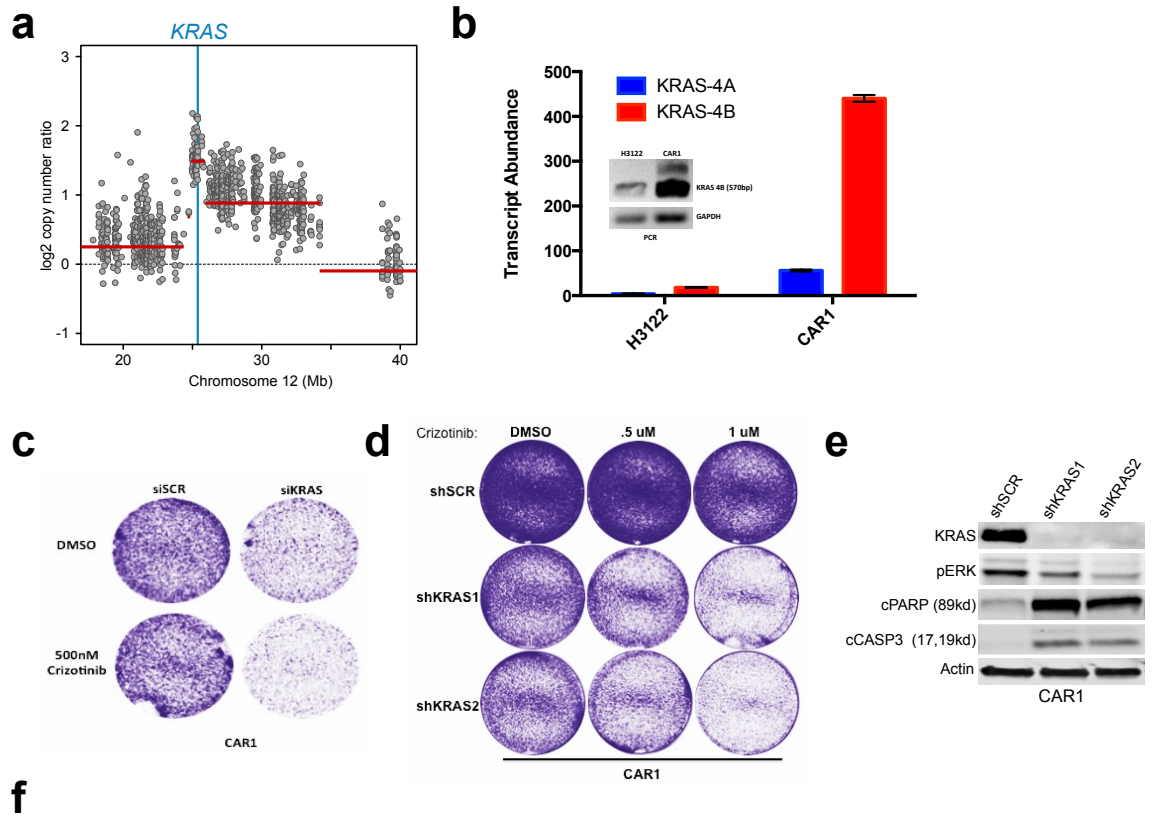 a
KRAS
3
2
1
0
-1
log2 copy number ratio
20
30
40
Chromosome 12 (Mb)
b
500
400
300
200
100
0
Transcript Abundance
KRAS-4A
KRAS-4B
H3122 CAR1
KRAS 4B (570bp)
GAPDH
PCR
H3122
CAR1
c
siSCR siKRAS
DMSO
500nM
Crizotinib
CAR1
d
Crizotinib: DMSO .5 uM 1 uM
shSCR
shKRAS1
shKRAS2
CAR1
e
shSCR shKRAS1 shKRAS2
KRAS
pERK
cPARP (89kd)
cCASP3 (17,19kd)
Actin
CAR1
f